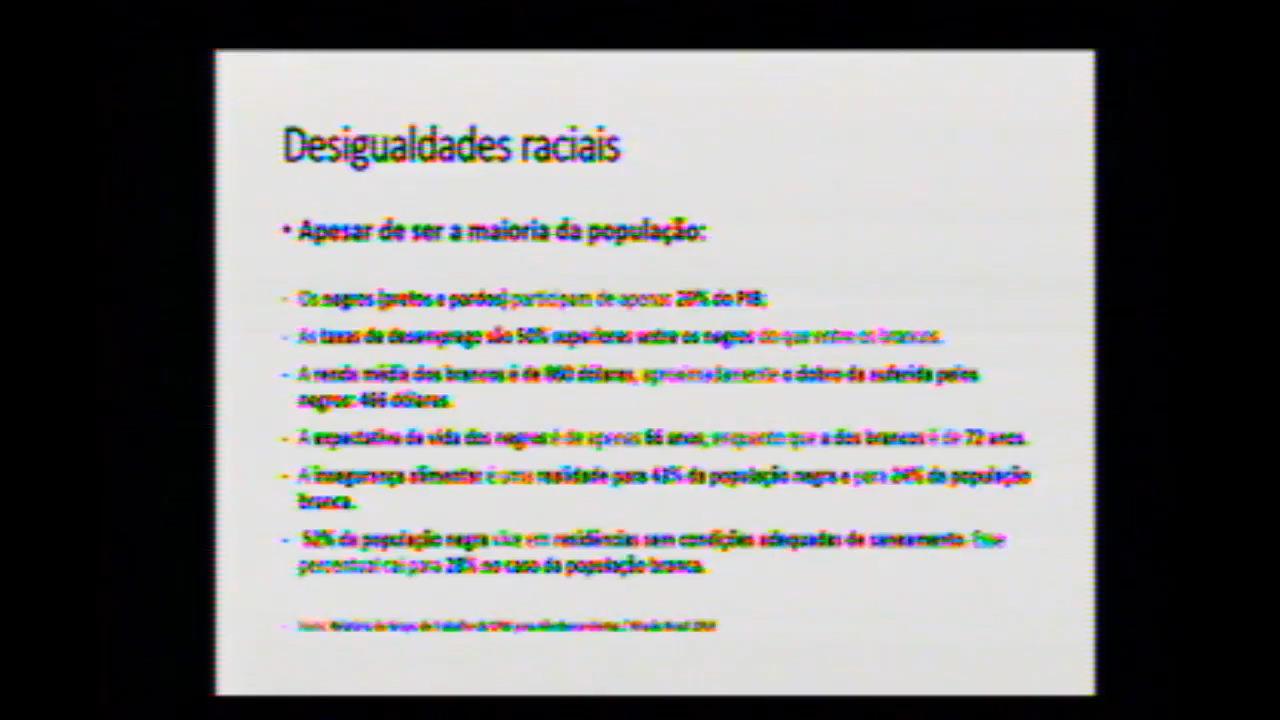 Desigualdades raciais
• Apesar de ser a maioria da população:
- Os negros (pretos e pardos) participam de apenas 20% do PIB;
- As taxas de desemprego são 50% superiores entre os negros do que entre os brancos.
- A renda média dos brancos é de dólares, aproximadamente o dobro da auferida pelos
negros: 466 dólares.
- A expectativa de vida dos negros é de apenas 66 anos, enquanto que a dos brancos é de anos.
- A insegurança alimentar é uma realidade para da população negra e para da população
branca.
- da população negra vive em residências sem condições adequadas de saneamento. Esse
percentual cai para 28% no caso da população branca.